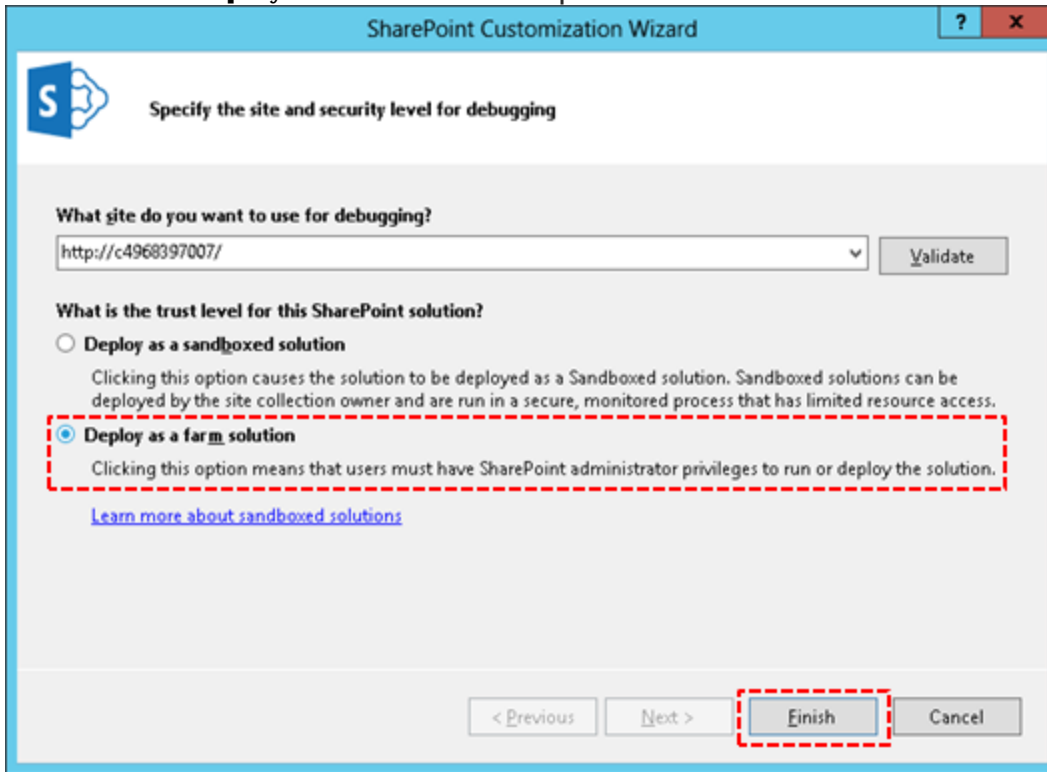 SharePoint Customization Wizard
? x
S
Specify the site and security level for debugging
What site do you want to use for debugging?
http://c4968397007/
Validate
What is the trust level for this SharePoint solution?
Deploy as a sandboxed solution
Clicking this option causes the solution to be deployed as a Sandboxed solution. Sandboxed solutions can be
deployed by the site collection owner and are run in a secure, monitored process that has limited resource access.
Deploy as a farm solution
Clicking this option means that users must have SharePoint administrator privileges to run or deploy the solution.
Learn more about sandboxed solutions
< Previous Next > Finish Cancel